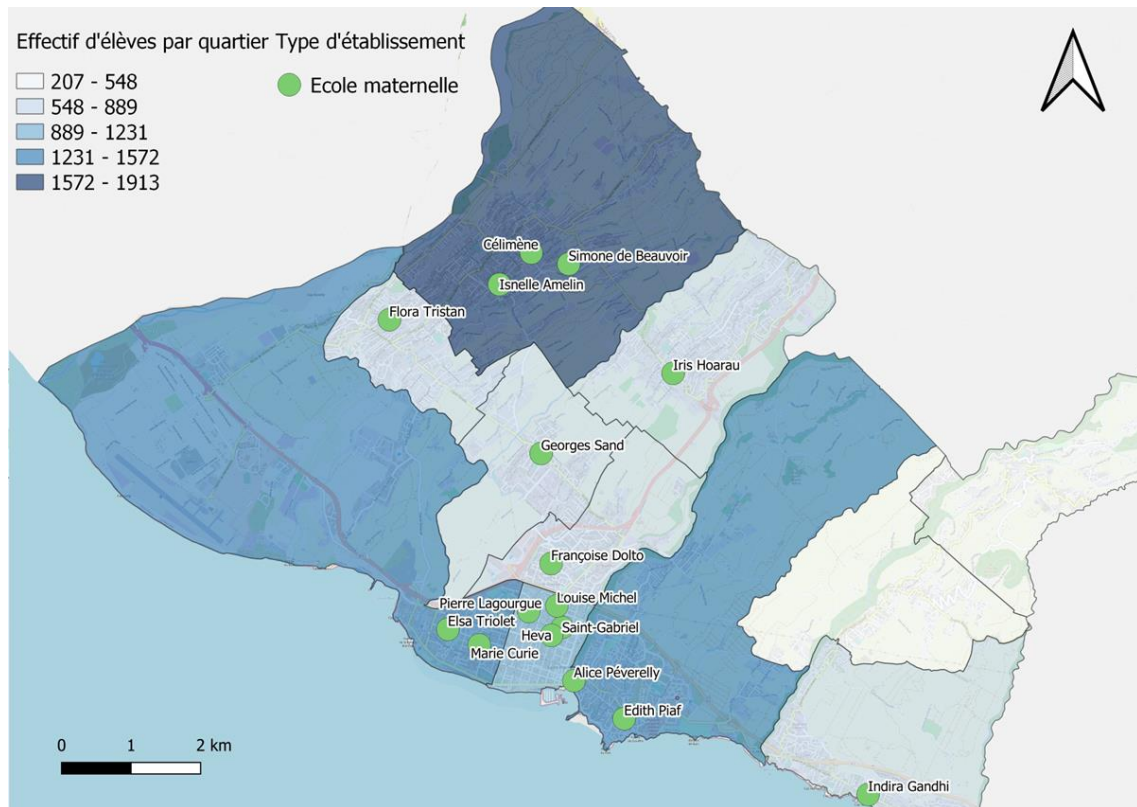 Effectif d'élèves par quartier Type d'établissement
207 - 548
Ecole maternelle
548 - 889
889 - 1231
1231 - 1572
1572 - 1913
Célimène
Simone de Beauvoir
Isnelle Amelin
Flora Tristan
Iris Hoarau
Georges Sand
Françoise Dolto
Pierre Lagourgue
Louise Michel
Elsa Triolet
Saint-Gabriel
Heva
Marie Curie
Alice Péverelly
Edith Piaf
0 1 2 km
Indira Gandhi